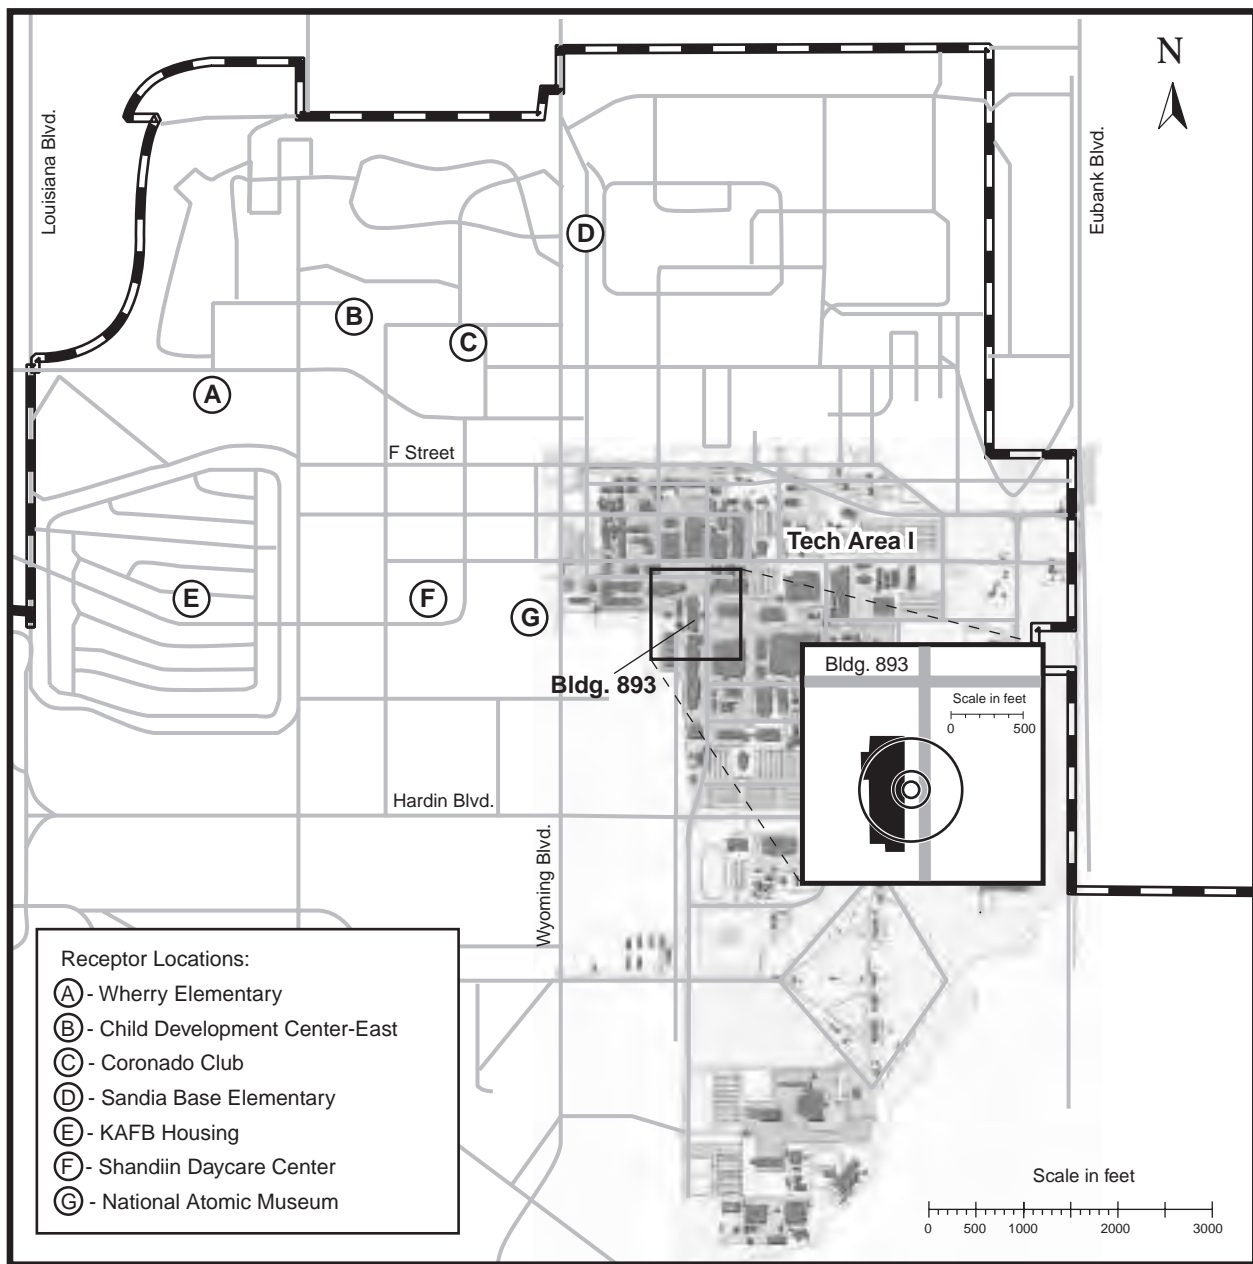 N
Louisiana Blvd.
Eubank Blvd.
D
B
C
A
F Street
Tech Area I
E
F
G
Bldg. 893
Bldg. 893
Scale in feet
0 500
Hardin Blvd.
Wyoming Blvd.
Receptor Locations:
A - Wherry Elementary
B - Child Development Center-East
C - Coronado Club
D - Sandia Base Elementary
E - KAFB Housing
F - Shandiin Daycare Center
G - National Atomic Museum
Scale in feet
0 500 1000 2000 3000